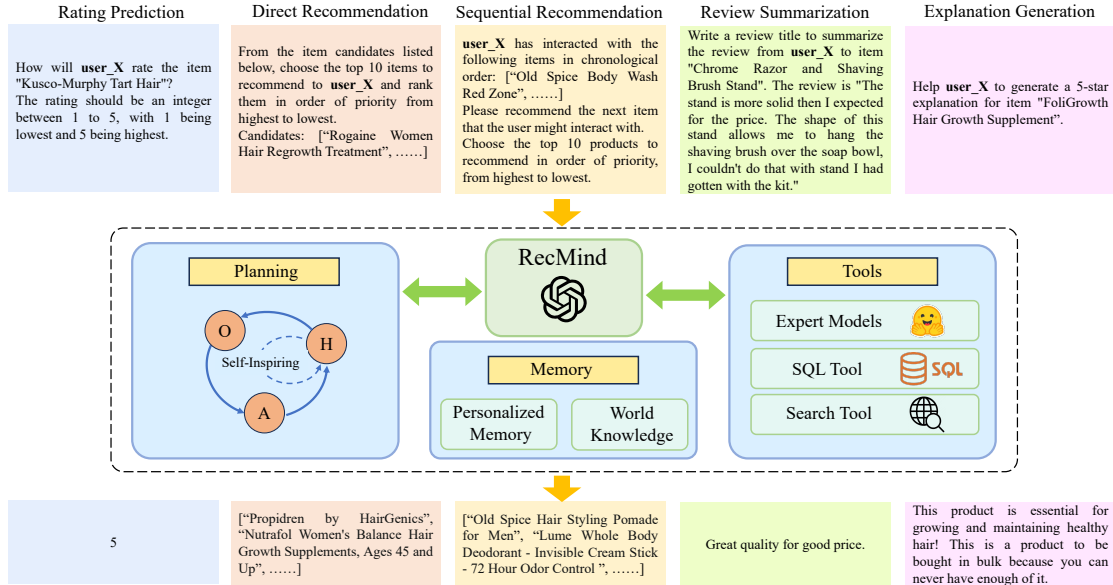 Rating Prediction
Direct Recommendation
Sequential Recommendation
Review Summarization
Explanation Generation
How will user_X rate the item
"Kusco-Murphy Tart Hair"?
The rating should be an integer
between 1 to 5, with 1 being
lowest and 5 being highest.
From the item candidates listed
below, choose the top 10 items to
recommend to user_X and rank
them in order of priority from
highest to lowest.
Candidates: [“Rogaine Women
Hair Regrowth Treatment”, ……]
user_X has interacted with the
following items in chronological
order: [“Old Spice Body Wash
Red Zone”, ……]
Please recommend the next item
that the user might interact with.
Choose the top 10 products to
recommend in order of priority,
from highest to lowest.
Write a review title to summarize
the review from user_X to item
"Chrome Razor and Shaving
Brush Stand". The review is "The
stand is more solid then I expected
for the price. The shape of this
stand allows me to hang the
shaving brush over the soap bowl,
I couldn't do that with stand I had
gotten with the kit."
Help user_X to generate a 5-star
explanation for item "FoliGrowth
Hair Growth Supplement”.
Planning
O
H
Self-Inspiring
A
RecMind
Memory
Personalized
Memory
World
Knowledge
Tools
Expert Models
SQL Tool
SQL
Search Tool
5
[“Propidren by HairGenics”,
“Nutrafol Women's Balance Hair
Growth Supplements, Ages 45 and
Up”, ……]
[“Old Spice Hair Styling Pomade
for Men”, “Lume Whole Body
Deodorant - Invisible Cream Stick
- 72 Hour Odor Control ”, ……]
Great quality for good price.
This product is essential for
growing and maintaining healthy
hair! This is a product to be
bought in bulk because you can
never have enough of it.